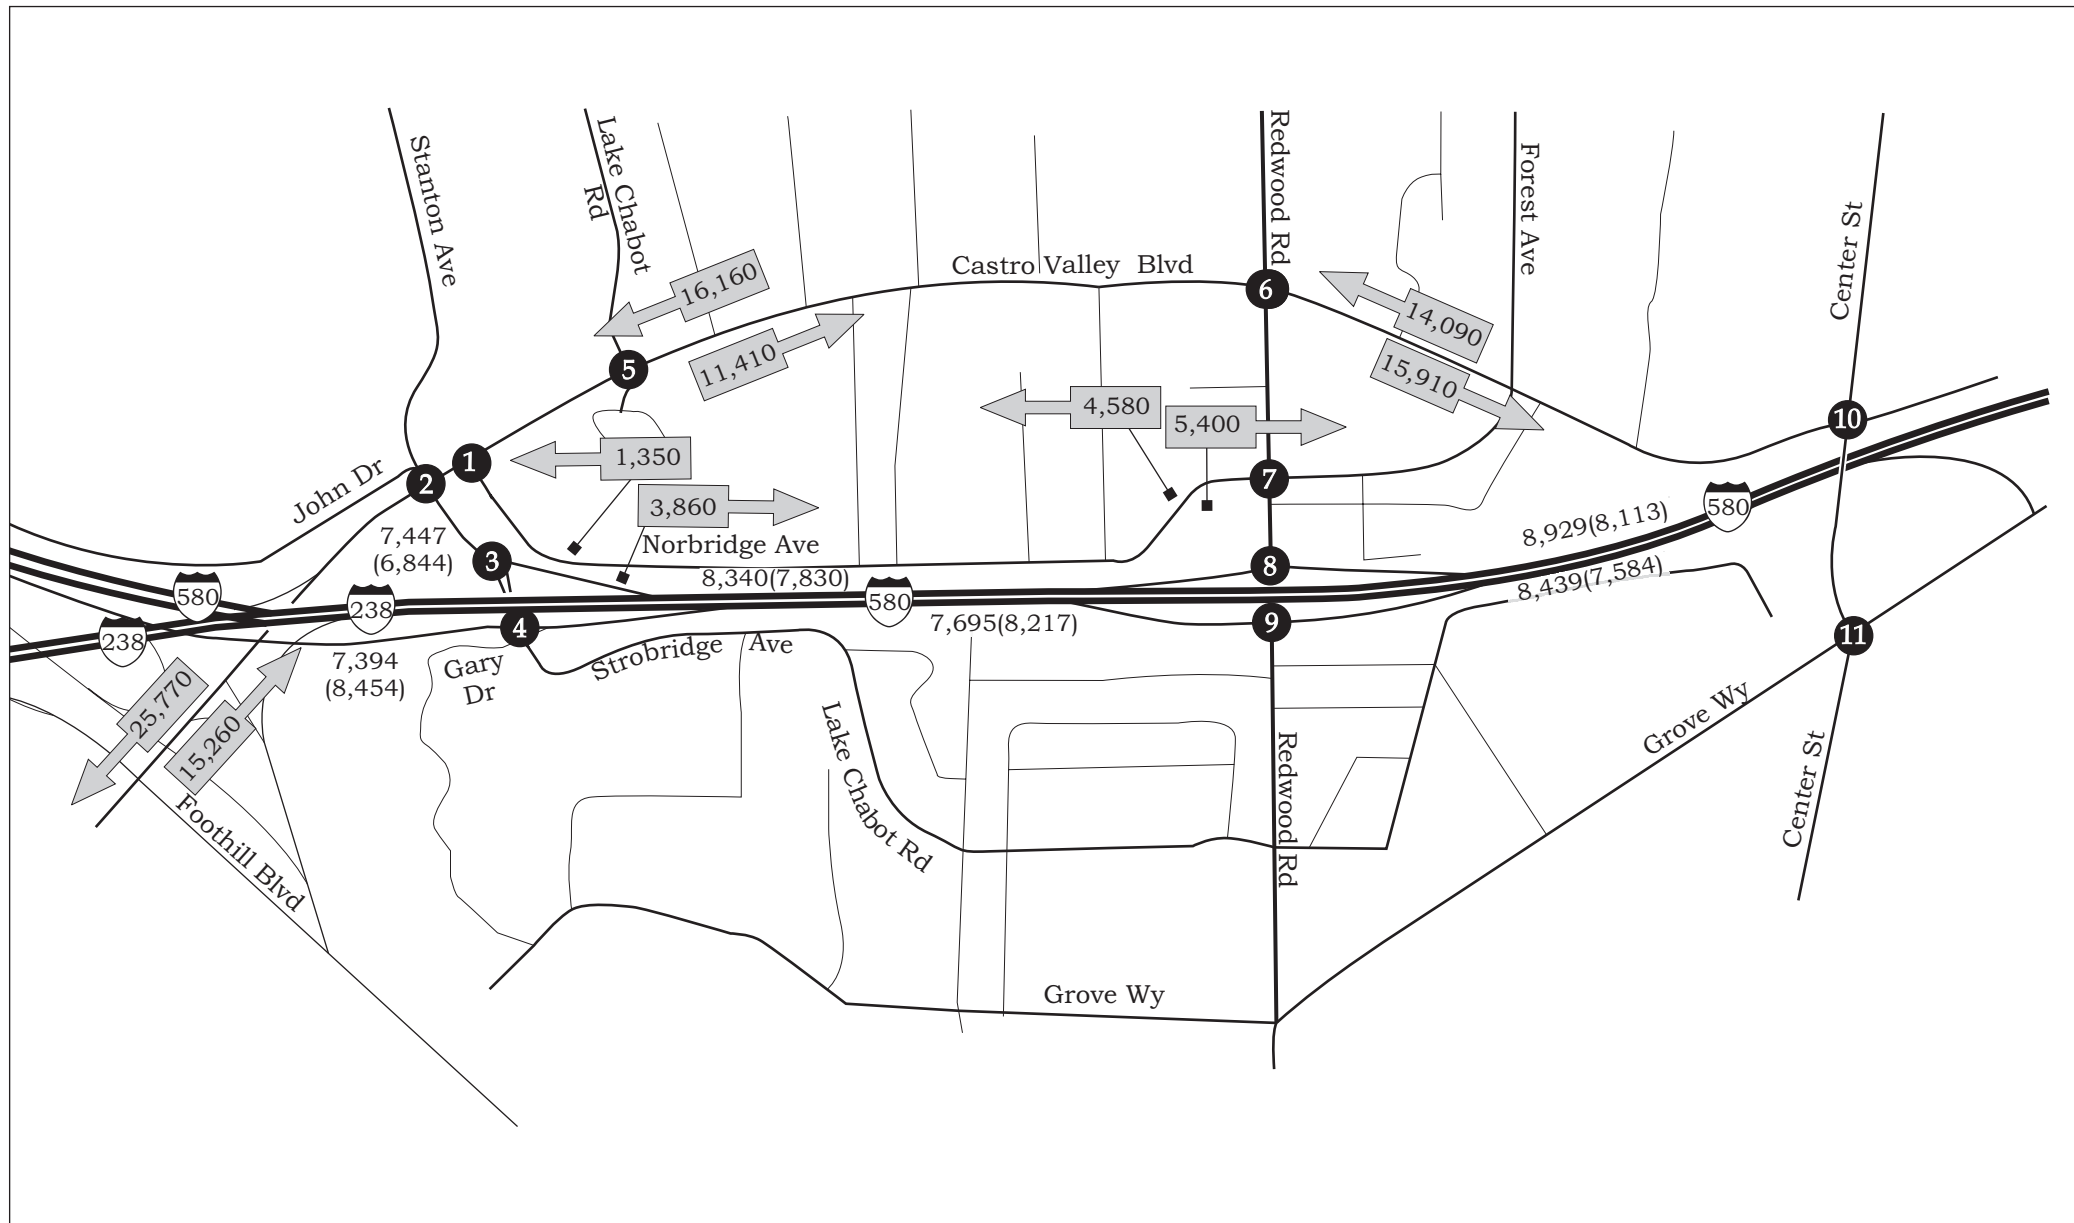 Stanton Ave
Lake Chabot
Rd
Redwood Rd
Forest Ave
Center St
Castro Valley Blvd
16,160
11,410
6
14,090
15,910
5
4,580
5,400
10
1
2
John Dr
1,350
3,860
7
7,447
(6,844)
3
Norbridge Ave
8,340(7,830)
8
8,929(8,113)
580
8,439(7,584)
580
238
238
580
4
7,695(8,217)
9
11
7,394
(8,454)
Gary
Dr
Strobridge Ave
25,770
15,260
Foothill Blvd
Lake Chabot Rd
Redwood Rd
Grove Wy
Center St
Grove Wy